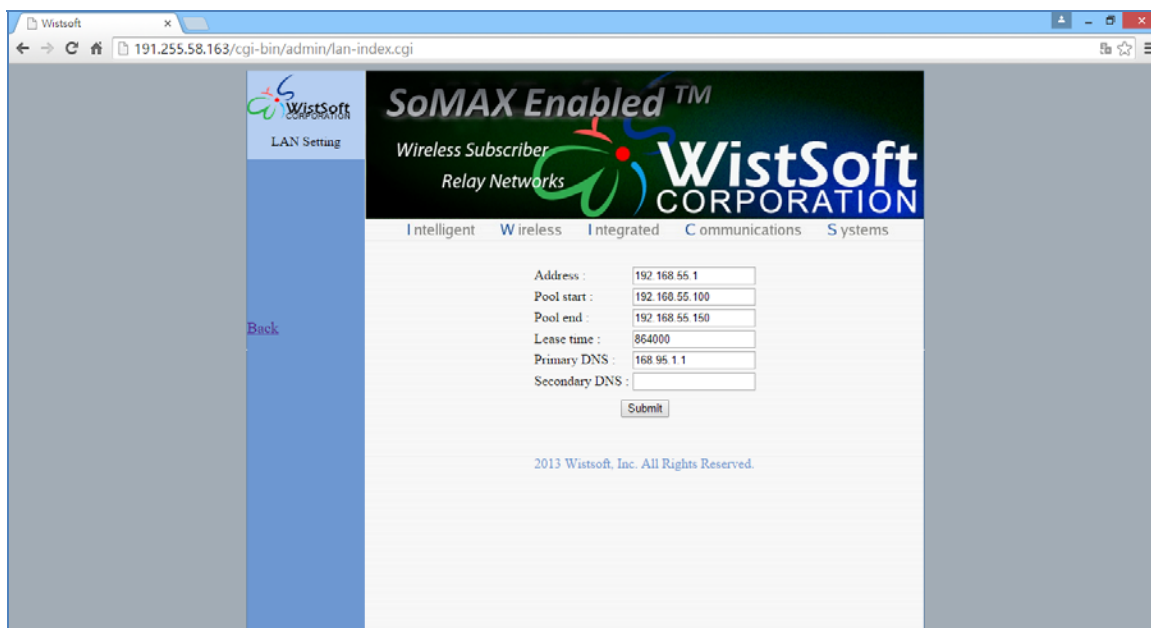 Wistsoft
191.255.58.163/cgi-bin/admin/lan-index.cgi
WistSoft
CORPORATION
LAN Setting
Back
SoMAX Enabled ™
Wireless Subscriber
Relay Networks
WistSoft
CORPORATION
Intelligent Wireless Integrated Communications Systems
Address : 192.168.55.1
Pool start : 192.168.55.100
Pool end : 192.168.55.150
Lease time : 864000
Primary DNS : 168.95.1.1
Secondary DNS :
Submit
2013 Wistsoft, Inc. All Rights Reserved.